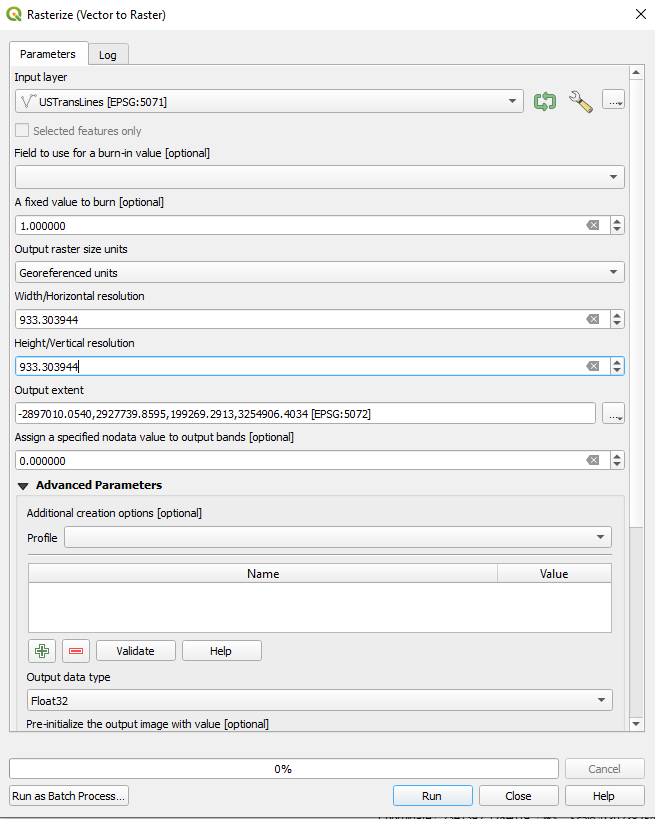 Rasterize (Vector to Raster)
Parameters
Log
Input layer
USTransLines [EPSG:5071]
...
Selected features only
Field to use for a burn-in value [optional]
A fixed value to burn [optional]
1.000000
Output raster size units
Georeferenced units
Width/Horizontal resolution
933.303944
Height/Vertical resolution
933.303944
Output extent
-2897010.0540,2927739.8595,199269.2913,3254906.4034 [EPSG:5072]
...
Assign a specified nodata value to output bands [optional]
0.000000
Advanced Parameters
Additional creation options [optional]
Profile
Name Value
Validate Help
Output data type
Float32
Pre-initialize the output image with value [optional]
0% Cancel
Run as Batch Process... Run Close Help